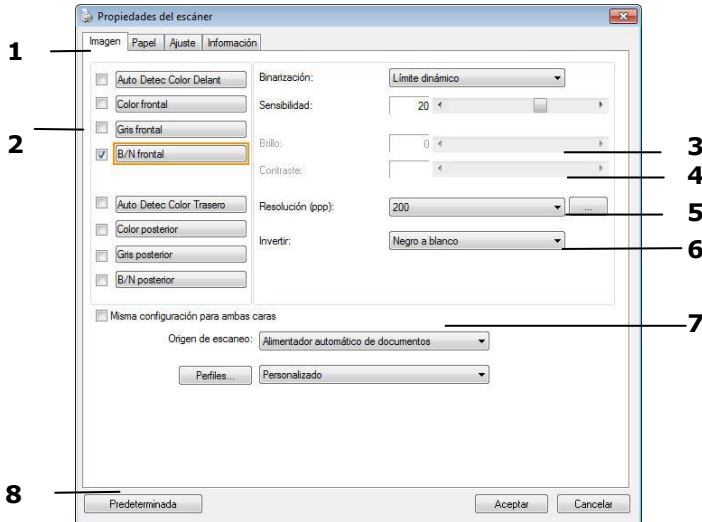 Propiedades del escáner
Imagen Papel Ajuste Información
1
Auto Detec Color Delant
Color frontal
Gris frontal
B/N frontal
2
Auto Detec Color Trasero
Color posterior
Gris posterior
B/N posterior
Binarización: Límite dinámico
Sensibilidad: 20
Brillo: 0
3
Contraste:
4
Resolución (ppp): 200 ...
5
Invertir: Negro a blanco
6
Misma configuración para ambas caras
7
Origen de escaneo: Alimentador automático de documentos
Perfiles... Personalizado
8
Predeterminada Aceptar Cancelar